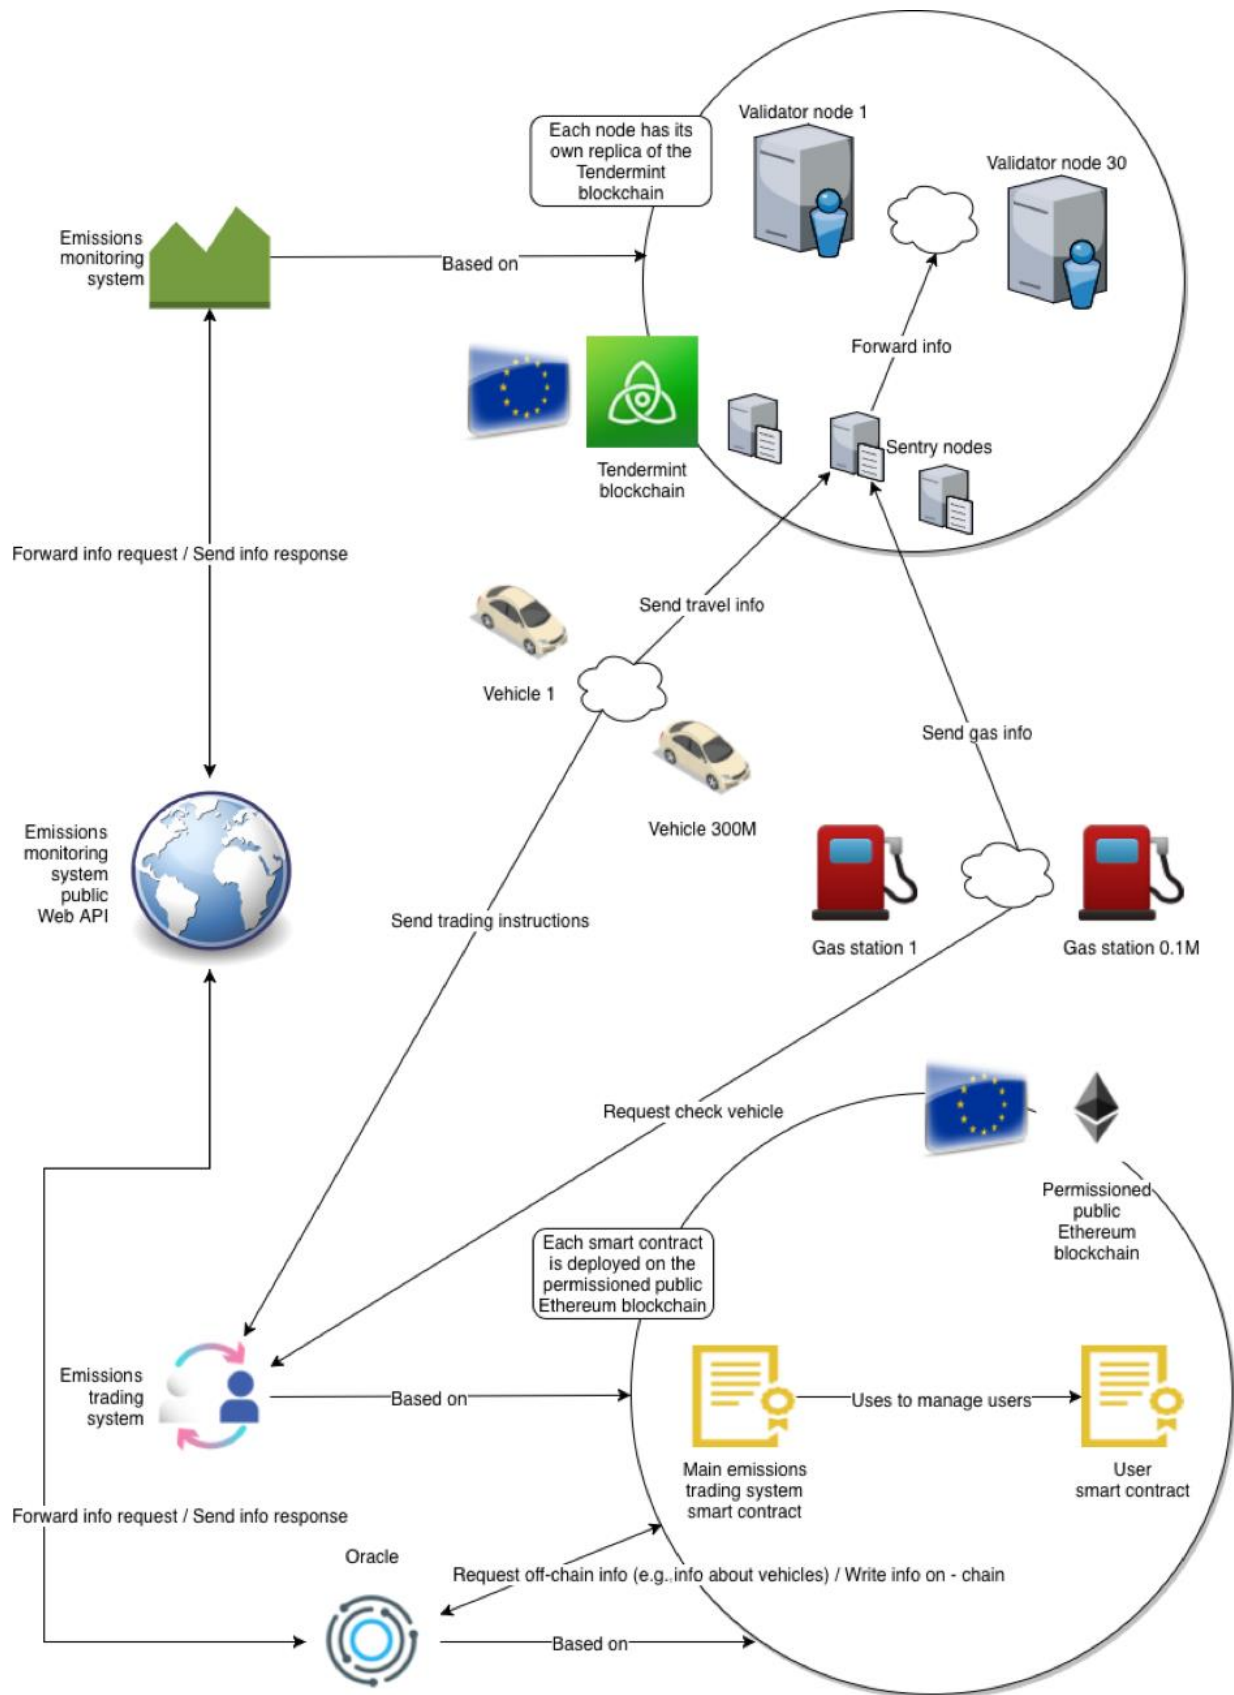 Validator node 1
Each node has its
own replica of the
Tendermint
blockchain
Validator node 30
Emissions
monitoring
system
Based on
Forward info
Sentry nodes
Tendermint
blockchain
Forward info request / Send info response
Send travel info
Vehicle 1
Send gas info
Vehicle 300M
Emissions
monitoring
system
public
Web API
Send trading instructions
Gas station 1
Gas station 0.1M
Request check vehicle
Permissioned
public
Ethereum
blockchain
Each smart contract
is deployed on the
permissioned public
Ethereum blockchain
Emissions
trading
system
Based on
Uses to manage users
Main emissions
trading system
smart contract
User
smart contract
Forward info request / Send info response
Oracle
Request off-chain info (e.g. info about vehicles) / Write info on - chain
Based on